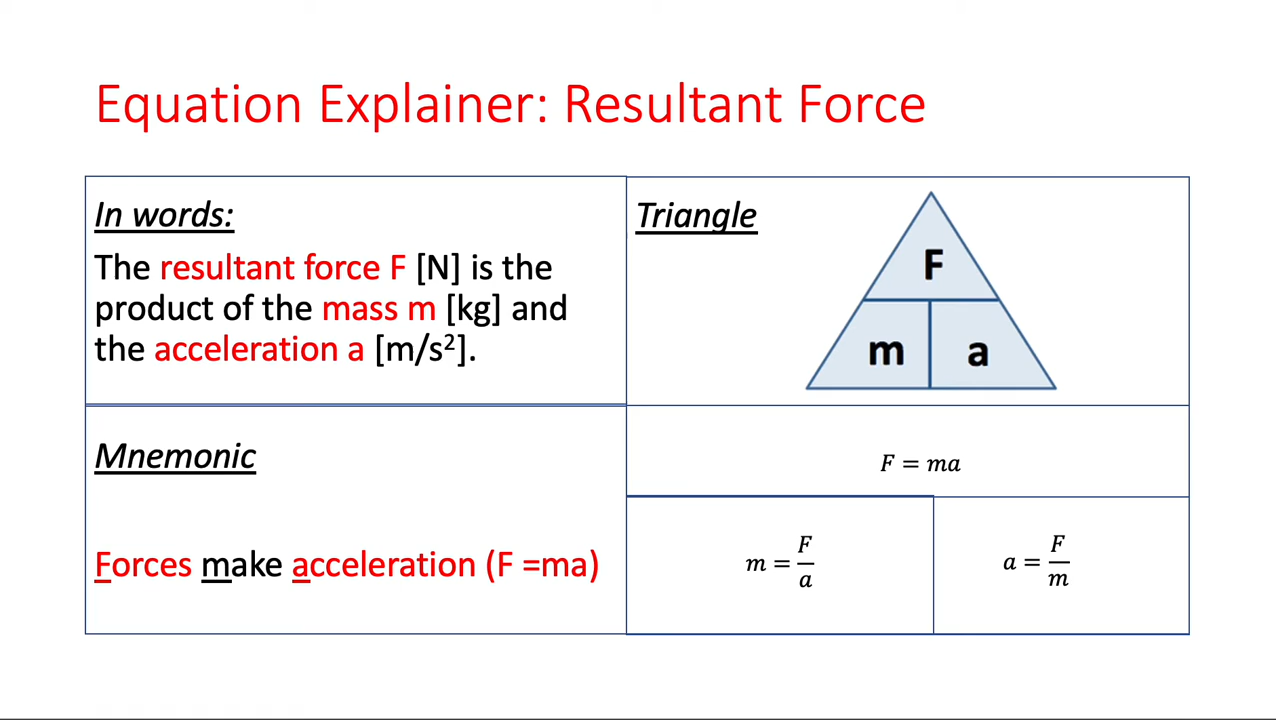 Equation Explainer: Resultant Force
In words:
The resultant force F [N] is the
product of the mass m [kg] and
the acceleration a [m/s²].
Triangle
F
m a
Mnemonic
Forces make acceleration (F =ma)
F = ma
m = F/a
a = F/m